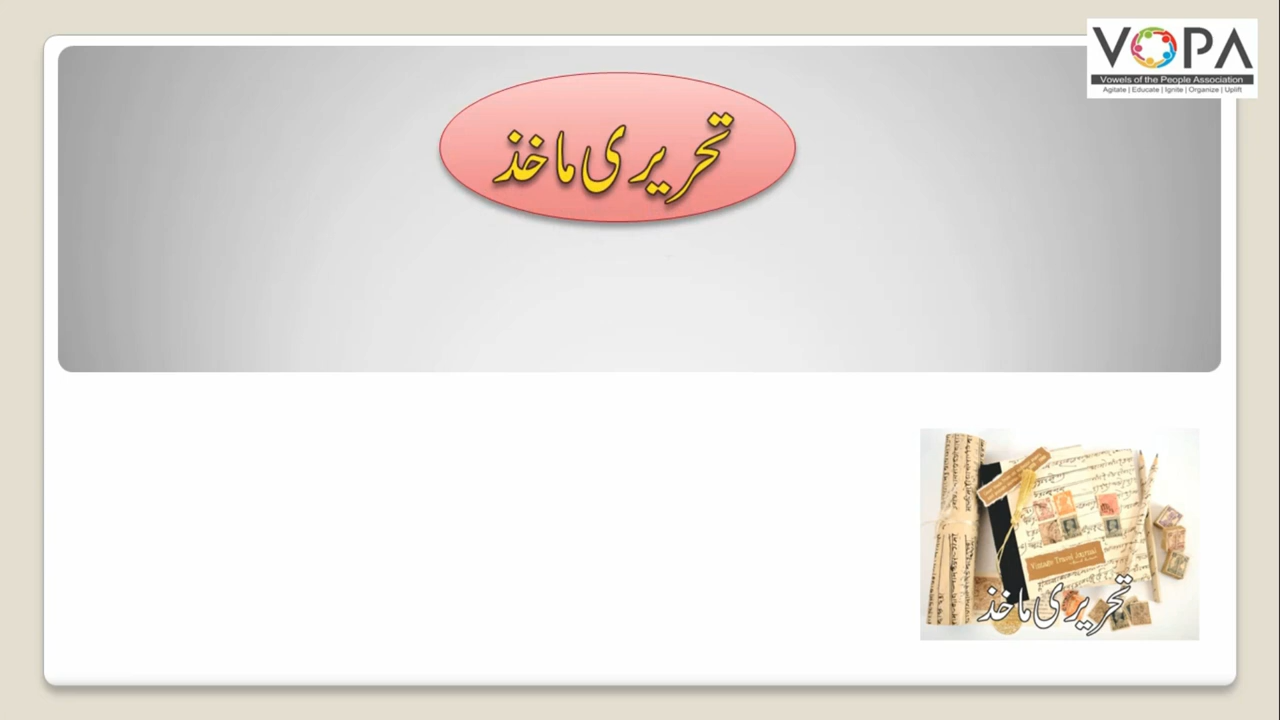 VOPA
Vowels of the People Association
Agitate | Educate | Ignite | Organize | Uplift
تحریری ماخذ
Vintage Travel Journal
تحریری ماخذ